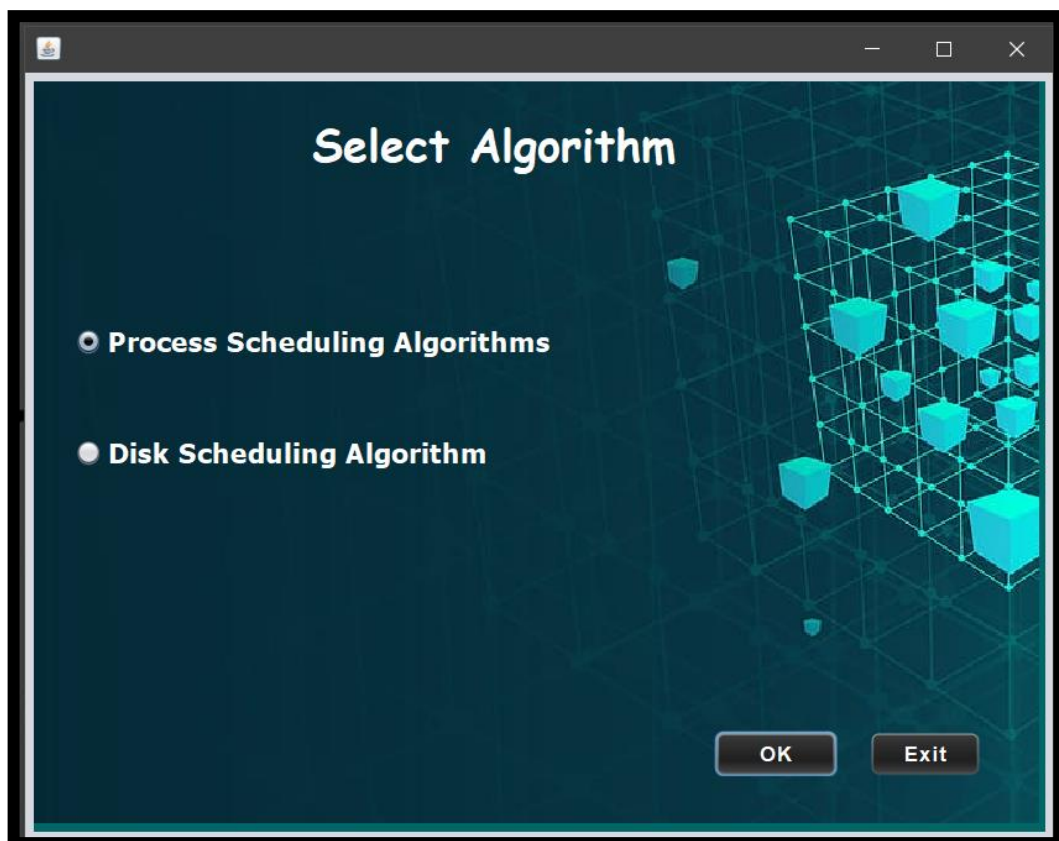 Select Algorithm
Process Scheduling Algorithms
Disk Scheduling Algorithm
OK
Exit